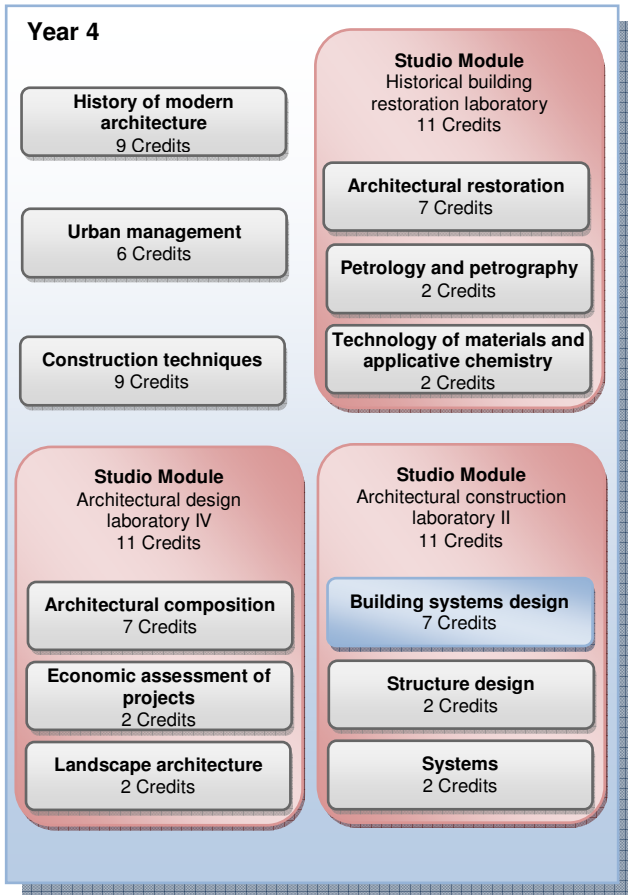 Year 4
History of modern
architecture
9 Credits
Urban management
6 Credits
Construction techniques
9 Credits
Studio Module
Historical building
restoration laboratory
11 Credits
Architectural restoration
7 Credits
Petrology and petrography
2 Credits
Technology of materials and
applicative chemistry
2 Credits
Studio Module
Architectural design
laboratory IV
11 Credits
Architectural composition
7 Credits
Economic assessment of
projects
2 Credits
Landscape architecture
2 Credits
Studio Module
Architectural construction
laboratory II
11 Credits
Building systems design
7 Credits
Structure design
2 Credits
Systems
2 Credits